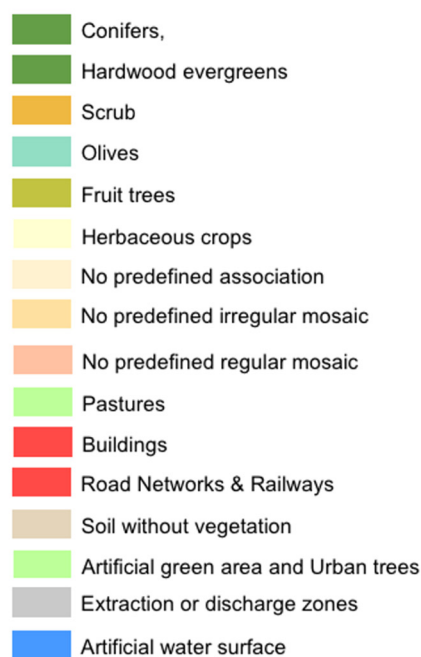 Conifers,
Hardwood evergreens
Scrub
Olives
Fruit trees
Herbaceous crops
No predefined association
No predefined irregular mosaic
No predefined regular mosaic
Pastures
Buildings
Road Networks & Railways
Soil without vegetation
Artificial green area and Urban trees
Extraction or discharge zones
Artificial water surface